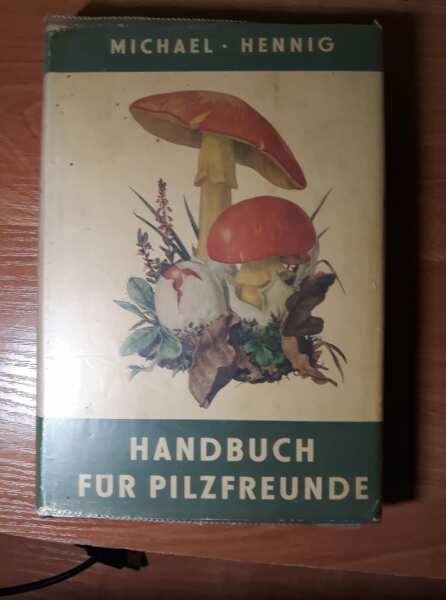 MICHAEL · HENNIG
HANDBUCH
FÜR PILZFREUNDE